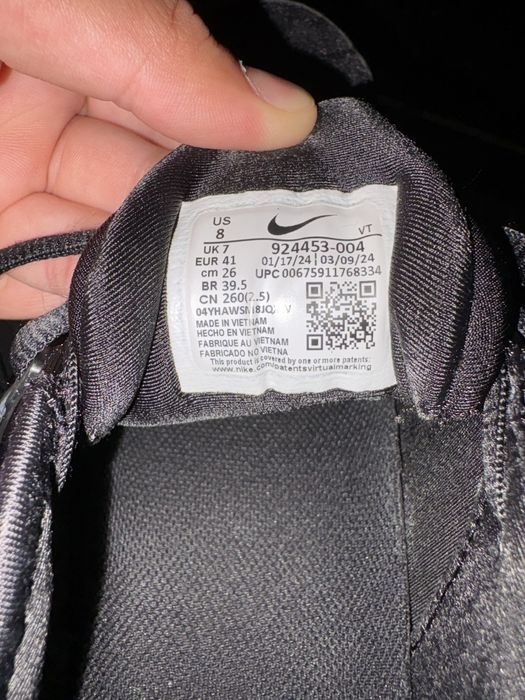 US
8
UK 7
EUR 41
cm 26
BR 39.5
CN 260(2.5)
VT
924453-004
01/17/24 03/09/24
UPC 00675911768334
MADE IN VIETNAM
HECHO EN VIETNAM
FABRIQUE AU VIETNAM
FABRICADO NO VIETNA
This product is covered by one or more patents:
www.nike.com/patentsvirtualmarking